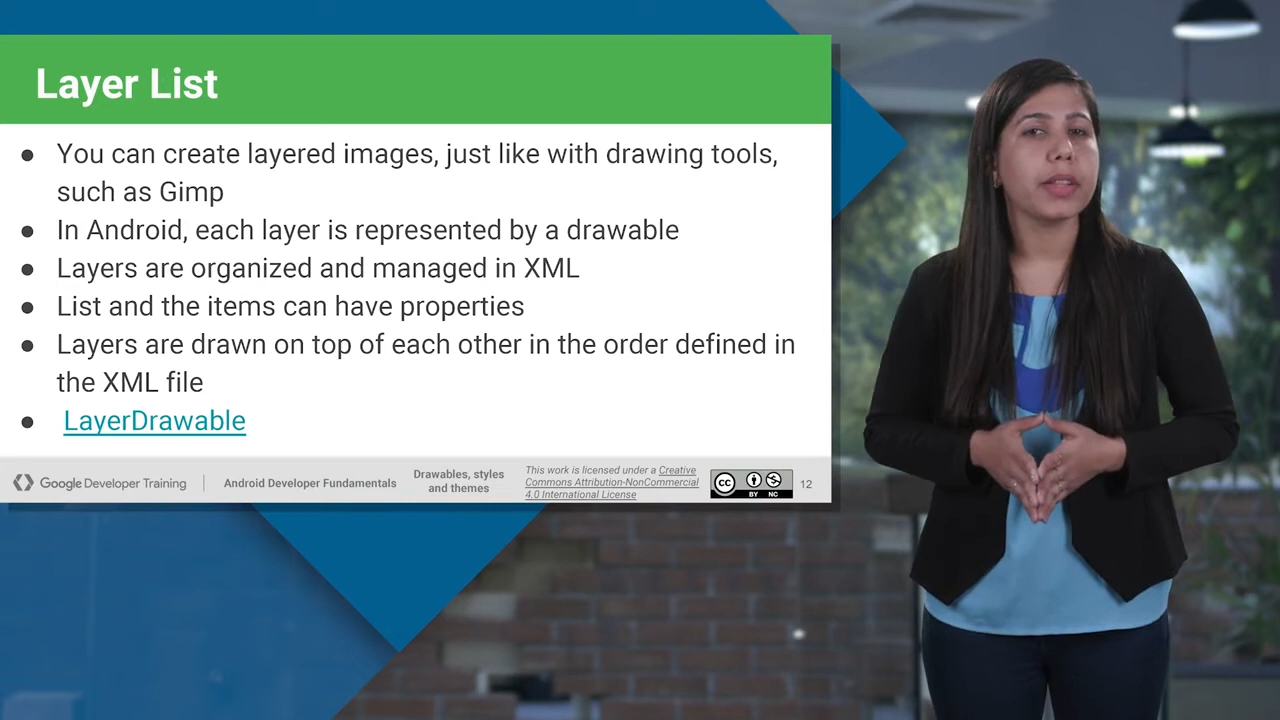 Layer List
● You can create layered images, just like with drawing tools,
such as Gimp
● In Android, each layer is represented by a drawable
● Layers are organized and managed in XML
● List and the items can have properties
● Layers are drawn on top of each other in the order defined in
the XML file
● LayerDrawable
Google Developer Training
Android Developer Fundamentals
Drawables, styles
and themes
This work is licensed under a Creative
Commons Attribution-NonCommercial
4.0 International License
CC BY NC
12